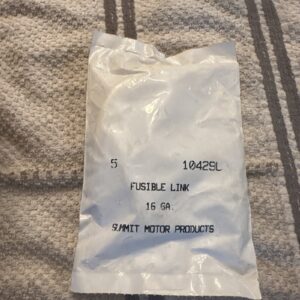 5 10429L
FUSIBLE LINK
16 GA.
SUMMIT MOTOR PRODUCTS